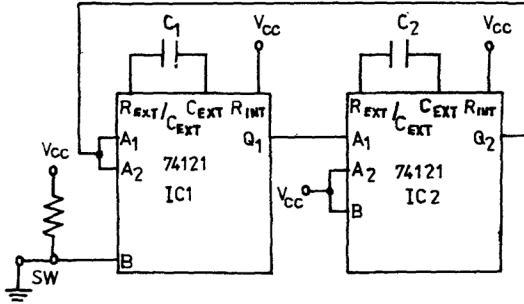 C1 VCC C2 VCC
REXT/CEXT CEXT RINT REXT/CEXT CEXT RINT
A1 Q1 A1 Q2
VCC A2 74121 A2 74121
IC1 VCC IC2
B
B
SW